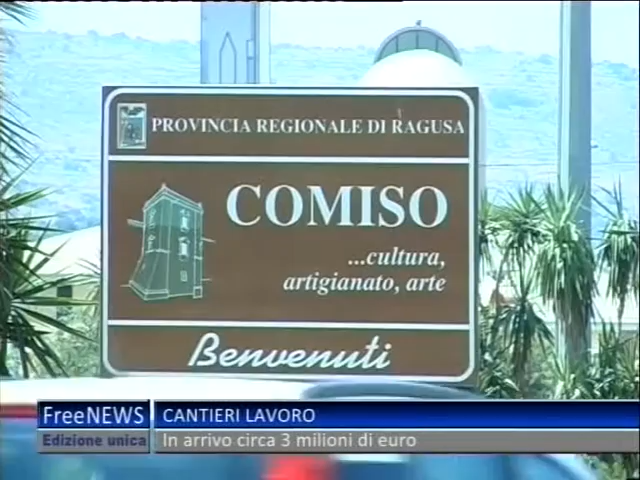 PROVINCIA REGIONALE DI RAGUSA
COMISO
...cultura,
artigianato, arte
Benvenuti
FreeNEWS
CANTIERI LAVORO
Edizione unica
In arrivo circa 3 milioni di euro